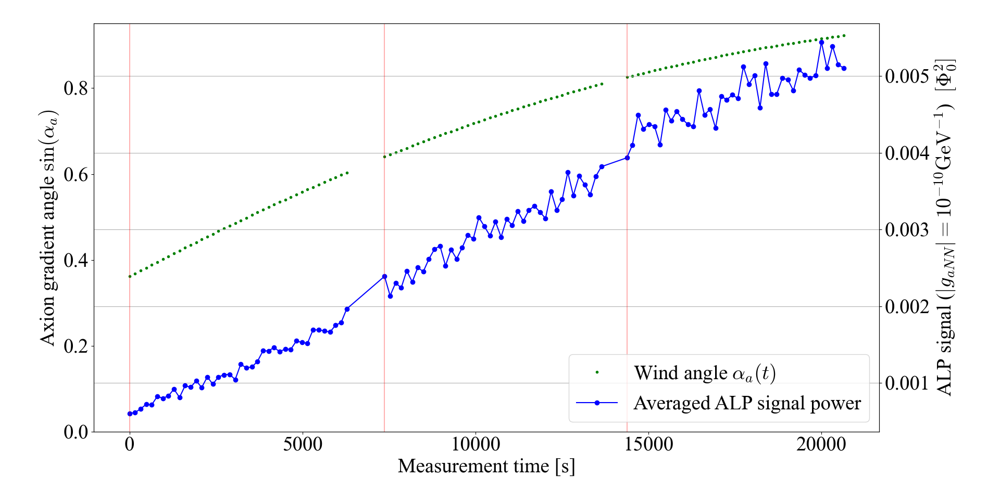 Axion gradient angle sin(αₐ)
0.8
0.6
0.4
0.2
0.0
0 5000 10000 15000 20000
Measurement time [s]
0.005
0.004
0.003
0.002
0.001
ALP signal (|g_{aNN}| = 10⁻¹⁰GeV⁻¹) [Φ₀²]
Wind angle αₐ(t)
Averaged ALP signal power